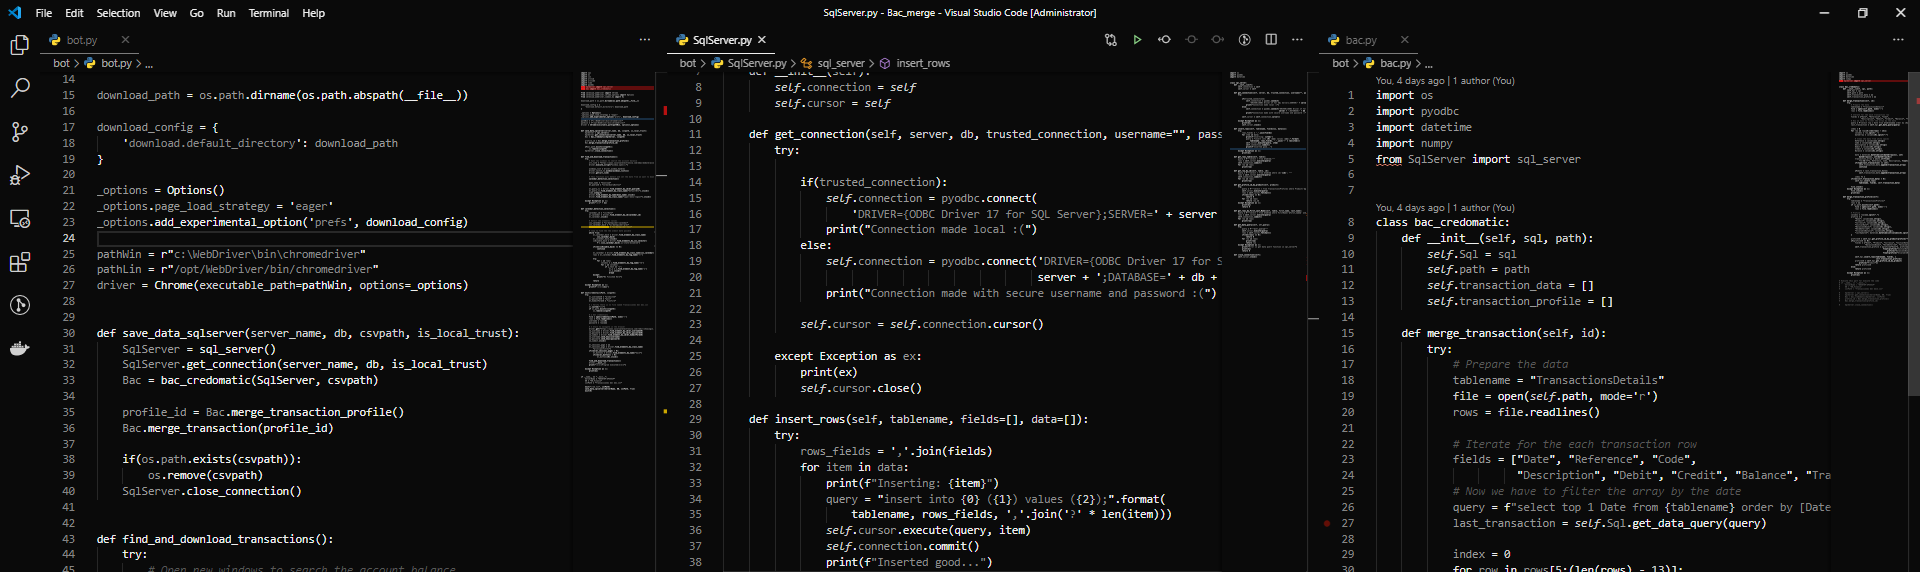 File Edit Selection View Go Run Terminal Help
SqlServer.py - Bac_merge - Visual Studio Code [Administrator]
bot.py
bot > bot.py > ...
14
15 download_path = os.path.dirname(os.path.abspath(__file__))
16
17 download_config = {
18 'download.default_directory': download_path
19 }
20
21 _options = Options()
22 _options.page_load_strategy = 'eager'
23 _options.add_experimental_option('prefs', download_config)
24
25 pathWin = r"c:\WebDriver\bin\chromedriver"
26 pathLin = r"/opt/WebDriver/bin/chromedriver"
27 driver = Chrome(executable_path=pathWin, options=_options)
28
29
30 def save_data_sqlserver(server_name, db, csvpath, is_local_trust):
31 SqlServer = sql_server()
32 SqlServer.get_connection(server_name, db, is_local_trust)
33 Bac = bac_credomatic(SqlServer, csvpath)
34
35 profile_id = Bac.merge_transaction_profile()
36 Bac.merge_transaction(profile_id)
37
38 if(os.path.exists(csvpath)):
39 os.remove(csvpath)
40 SqlServer.close_connection()
41
42
43 def find_and_download_transactions():
44 try:
45 # Open new windows to search the account balance
SqlServer.py
bot > SqlServer.py > sql_server > insert_rows
7 def __init__(self):
8 self.connection = self
9 self.cursor = self
10
11 def get_connection(self, server, db, trusted_connection, username="", pass
12 try:
13
14 if(trusted_connection):
15 self.connection = pyodbc.connect(
16 'DRIVER={ODBC Driver 17 for SQL Server};SERVER=' + server
17 print("Connection made local :(")
18 else:
19 self.connection = pyodbc.connect('DRIVER={ODBC Driver 17 for S
20 server + ';DATABASE=' + db +
21 print("Connection made with secure username and password :(")
22
23 self.cursor = self.connection.cursor()
24
25 except Exception as ex:
26 print(ex)
27 self.cursor.close()
28
29 def insert_rows(self, tablename, fields=[], data=[]):
30 try:
31 rows_fields = ','.join(fields)
32 for item in data:
33 print(f"Inserting: {item}")
34 query = "insert into {0} ({1}) values ({2});".format(
35 tablename, rows_fields, ','.join('?' * len(item)))
36 self.cursor.execute(query, item)
37 self.connection.commit()
38 print(f"Inserted good...")
bac.py
bot > bac.py > ...
You, 4 days ago | 1 author (You)
1 import os
2 import pyodbc
3 import datetime
4 import numpy
5 from SqlServer import sql_server
6
7
You, 4 days ago | 1 author (You)
8 class bac_credomatic:
9 def __init__(self, sql, path):
10 self.Sql = sql
11 self.path = path
12 self.transaction_data = []
13 self.transaction_profile = []
14
15 def merge_transaction(self, id):
16 try:
17 # Prepare the data
18 tablename = "TransactionsDetails"
19 file = open(self.path, mode='r')
20 rows = file.readlines()
21
22 # Iterate for the each transaction row
23 fields = ["Date", "Reference", "Code",
24 "Description", "Debit", "Credit", "Balance", "Tra
25 # Now we have to filter the array by the date
26 query = f"select top 1 Date from {tablename} order by [Date
27 last_transaction = self.Sql.get_data_query(query)
28
29 index = 0
30 for row in rows[5:(len(rows) - 13)]: